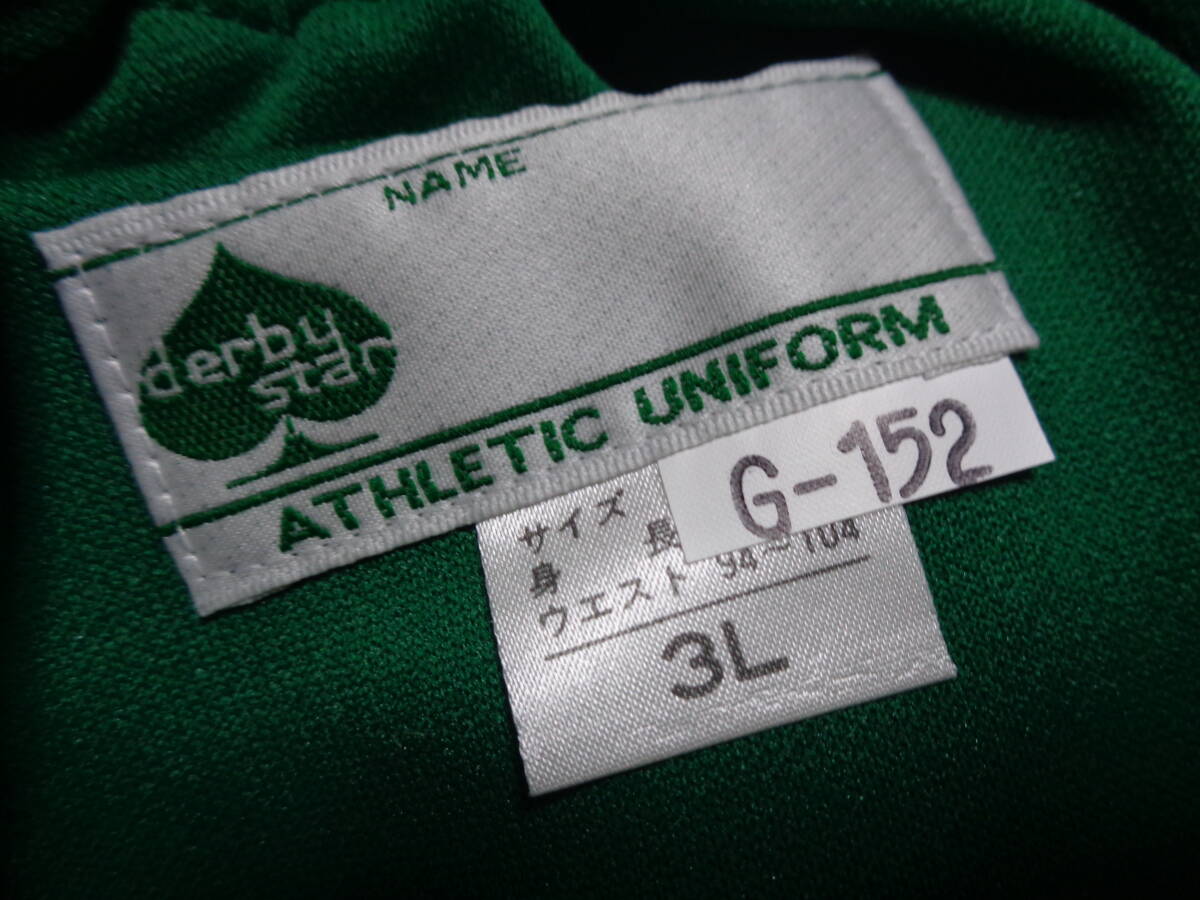 NAME
derby
star
ATHLETIC UNIFORM
G-152
サイズ
身 長
ウエスト 94~104
3L